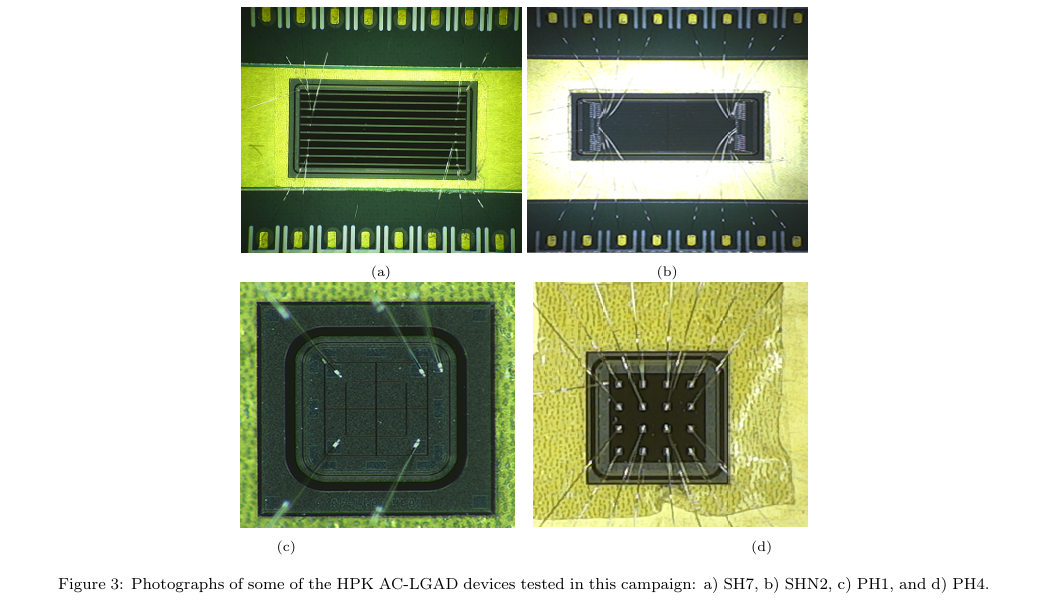 (a)
(b)
(c)
(d)
Figure 3: Photographs of some of the HPK AC-LGAD devices tested in this campaign: a) SH7, b) SHN2, c) PH1, and d) PH4.